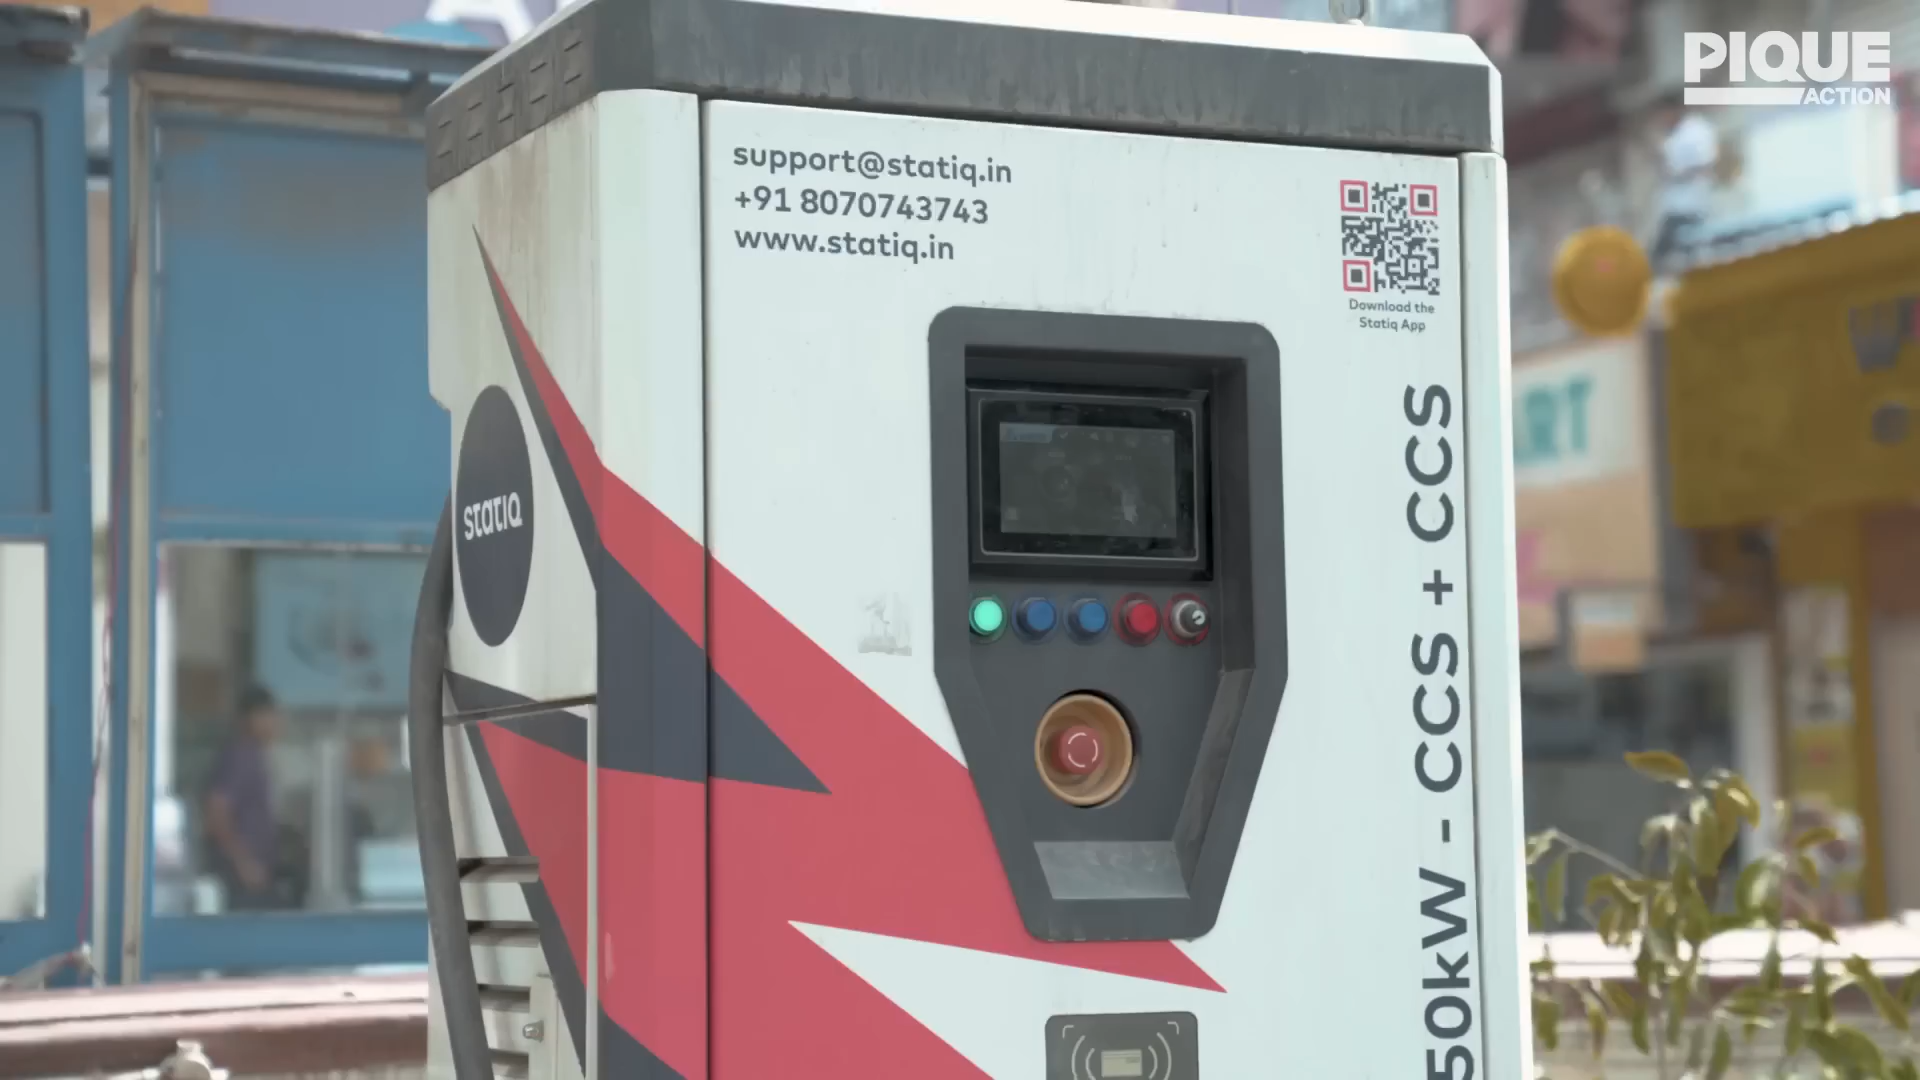 PIQUE
ACTION
support@statiq.in
+91 8070743743
www.statiq.in
Download the
Statiq App
statiq
50kW - CCS + CCS